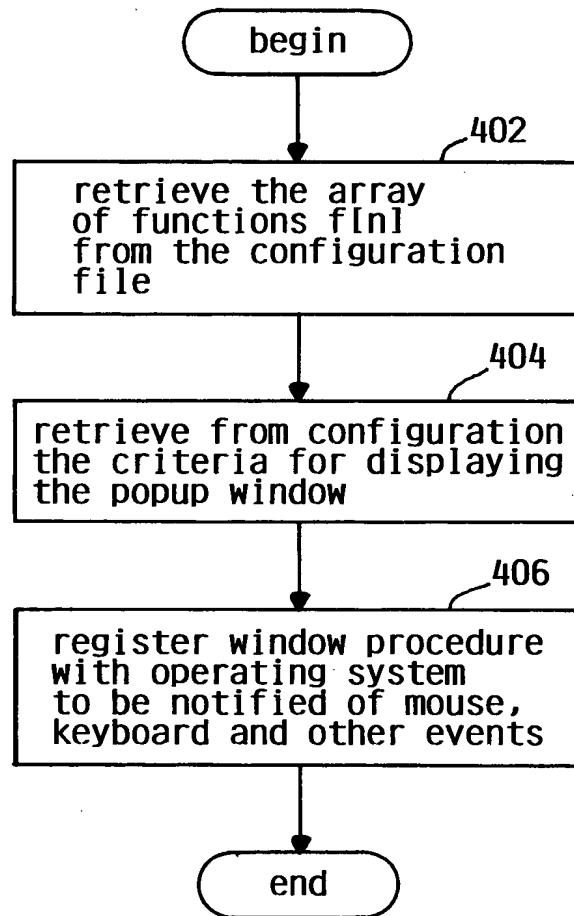 begin
402
retrieve the array
of functions f[n]
from the configuration
file
404
retrieve from configuration
the criteria for displaying
the popup window
406
register window procedure
with operating system
to be notified of mouse,
keyboard and other events
end